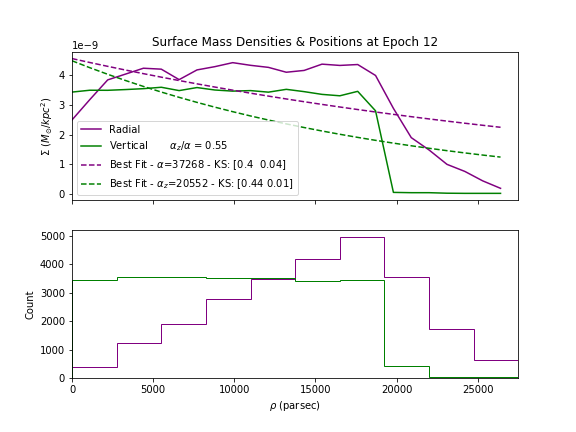 Surface Mass Densities & Positions at Epoch 12
1e−9
4
3
2
1
0
Σ (M⊙/kpc²)
Radial
Vertical αz/α = 0.55
Best Fit - α=37268 - KS: [0.4 0.04]
Best Fit - αz=20552 - KS: [0.44 0.01]
5000
4000
3000
2000
1000
0
Count
0 5000 10000 15000 20000 25000
ρ (parsec)